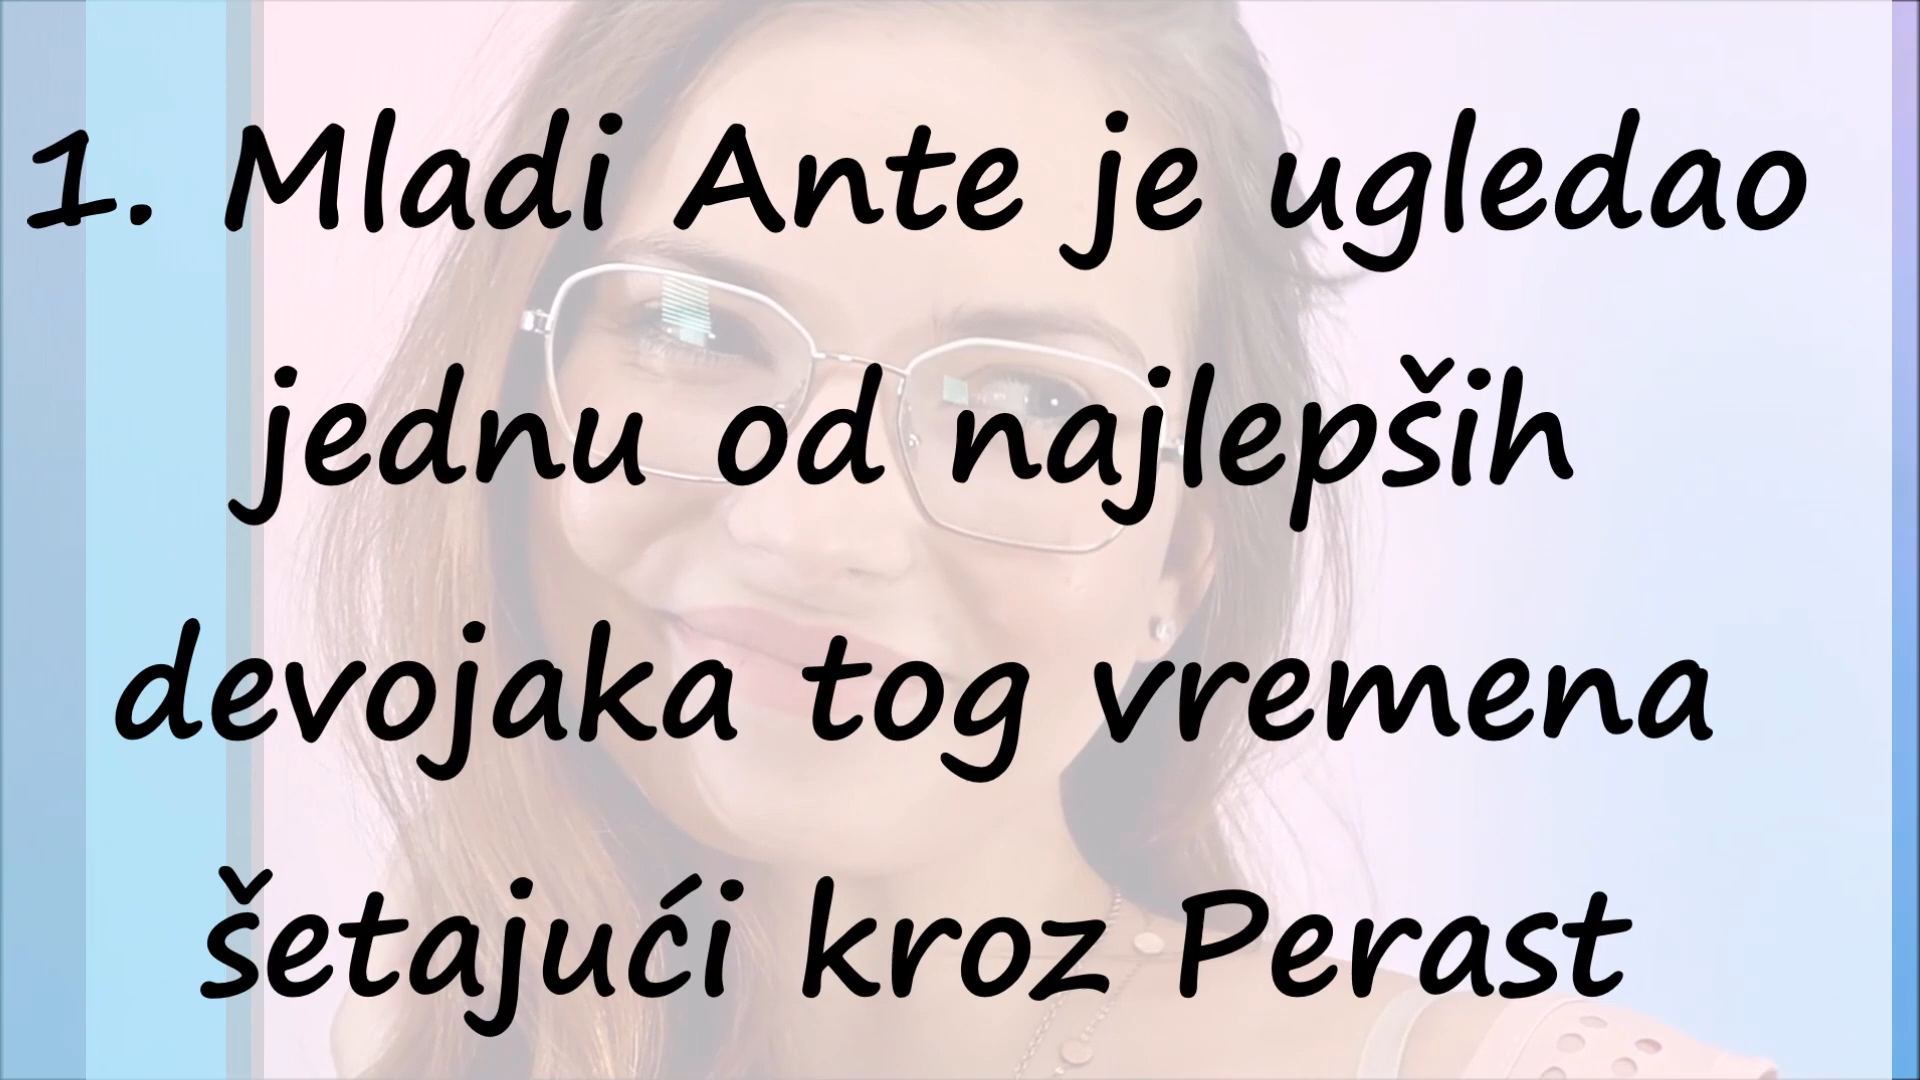 1. Mladi Ante je ugledao
jednu od najlepših
devojaka tog vremena
šetajući kroz Perast